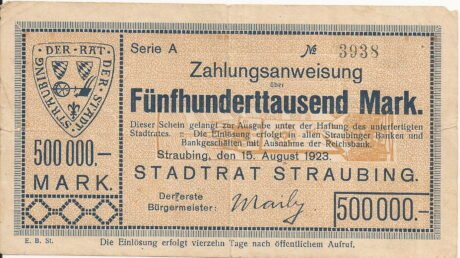 DER·RAT·DER·STADT·STRAUBING
Serie A
№ 3938
Zahlungsanweisung
über
Fünfhunderttausend Mark.
Dieser Schein gelangt zur Ausgabe unter der Haftung des unterfertigten
Stadtrates. = Die Einlösung erfolgt in allen Straubinger Banken und
Bankgeschäften mit Ausnahme der Reichsbank.
Straubing, den 15. August 1923.
STADTRAT STRAUBING.
500 000.-
MARK.
Der erste
Bürgermeister:
500 000.-
E. B. St.
Die Einlösung erfolgt vierzehn Tage nach öffentlichem Aufruf.